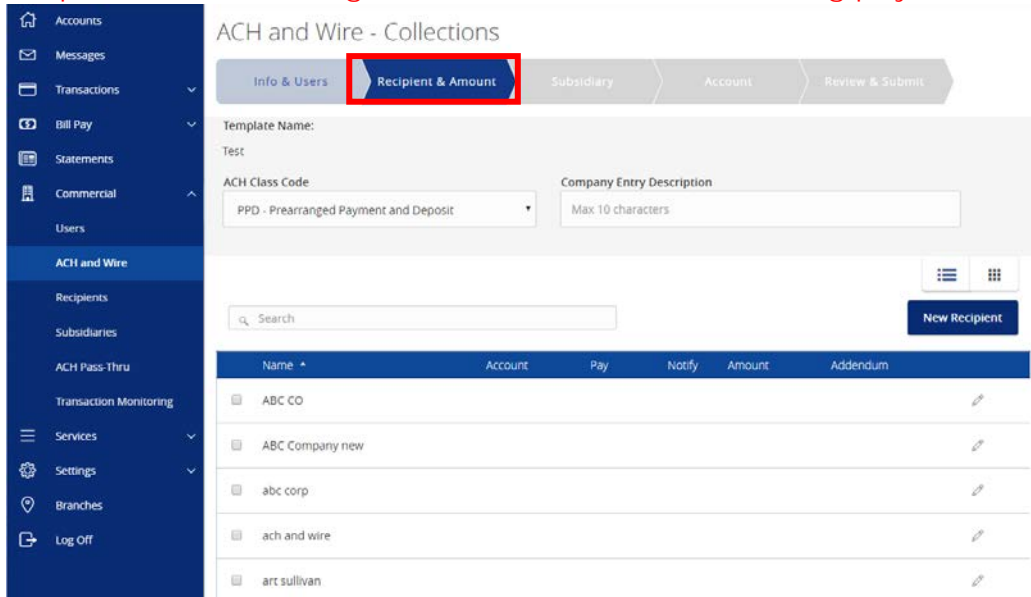 Accounts
Messages
Transactions
Bill Pay
Statements
Commercial
Users
ACH and Wire
Recipients
Subsidiaries
ACH Pass-Thru
Transaction Monitoring
Services
Settings
Branches
Log Off
ACH and Wire - Collections
Info & Users Recipient & Amount Subsidiary Account Review & Submit
Template Name:
Test
ACH Class Code Company Entry Description
PPD - Prearranged Payment and Deposit Max 10 characters
Search New Recipient
Name Account Pay Notify Amount Addendum
ABC CO
ABC Company new
abc corp
ach and wire
art sullivan